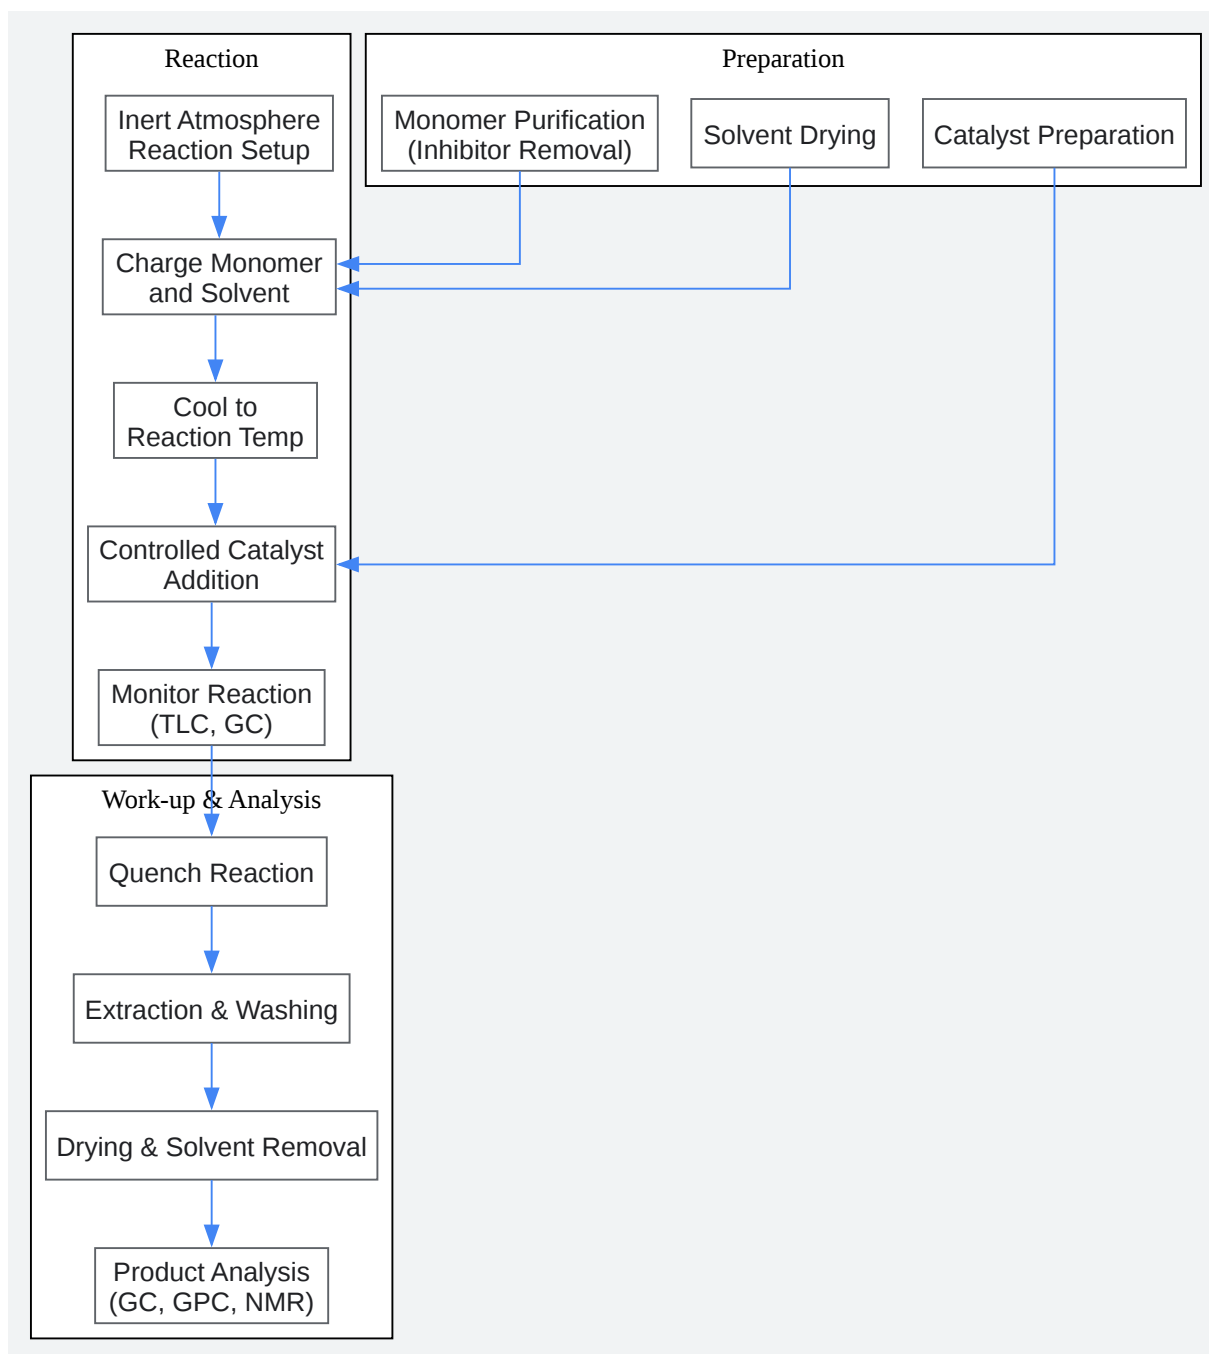 Reaction
Inert Atmosphere
Reaction Setup
Charge Monomer
and Solvent
Cool to
Reaction Temp
Controlled Catalyst
Addition
Monitor Reaction
(TLC, GC)
Preparation
Monomer Purification
(Inhibitor Removal)
Solvent Drying
Catalyst Preparation
Work-up & Analysis
Quench Reaction
Extraction & Washing
Drying & Solvent Removal
Product Analysis
(GC, GPC, NMR)